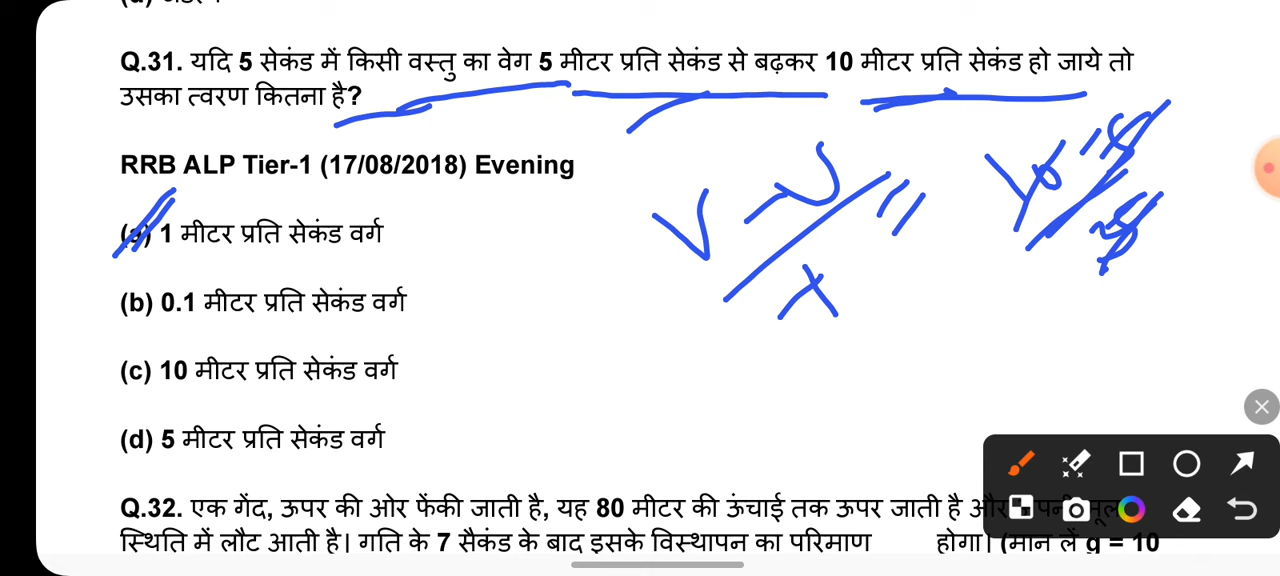 Q.31. यदि 5 सेकंड में किसी वस्तु का वेग 5 मीटर प्रति सेकंड से बढ़कर 10 मीटर प्रति सेकंड हो जाये तो
उसका त्वरण कितना है?
RRB ALP Tier-1 (17/08/2018) Evening
(a) 1 मीटर प्रति सेकंड वर्ग
(b) 0.1 मीटर प्रति सेकंड वर्ग
(c) 10 मीटर प्रति सेकंड वर्ग
(d) 5 मीटर प्रति सेकंड वर्ग
Q.32. एक गेंद, ऊपर की ओर फेंकी जाती है, यह 80 मीटर की ऊंचाई तक ऊपर जाती है
स्थिति में लौट आती है। गति के 7 सैकंड के बाद इसके विस्थापन का परिमाण होगा। (मान लें g = 10